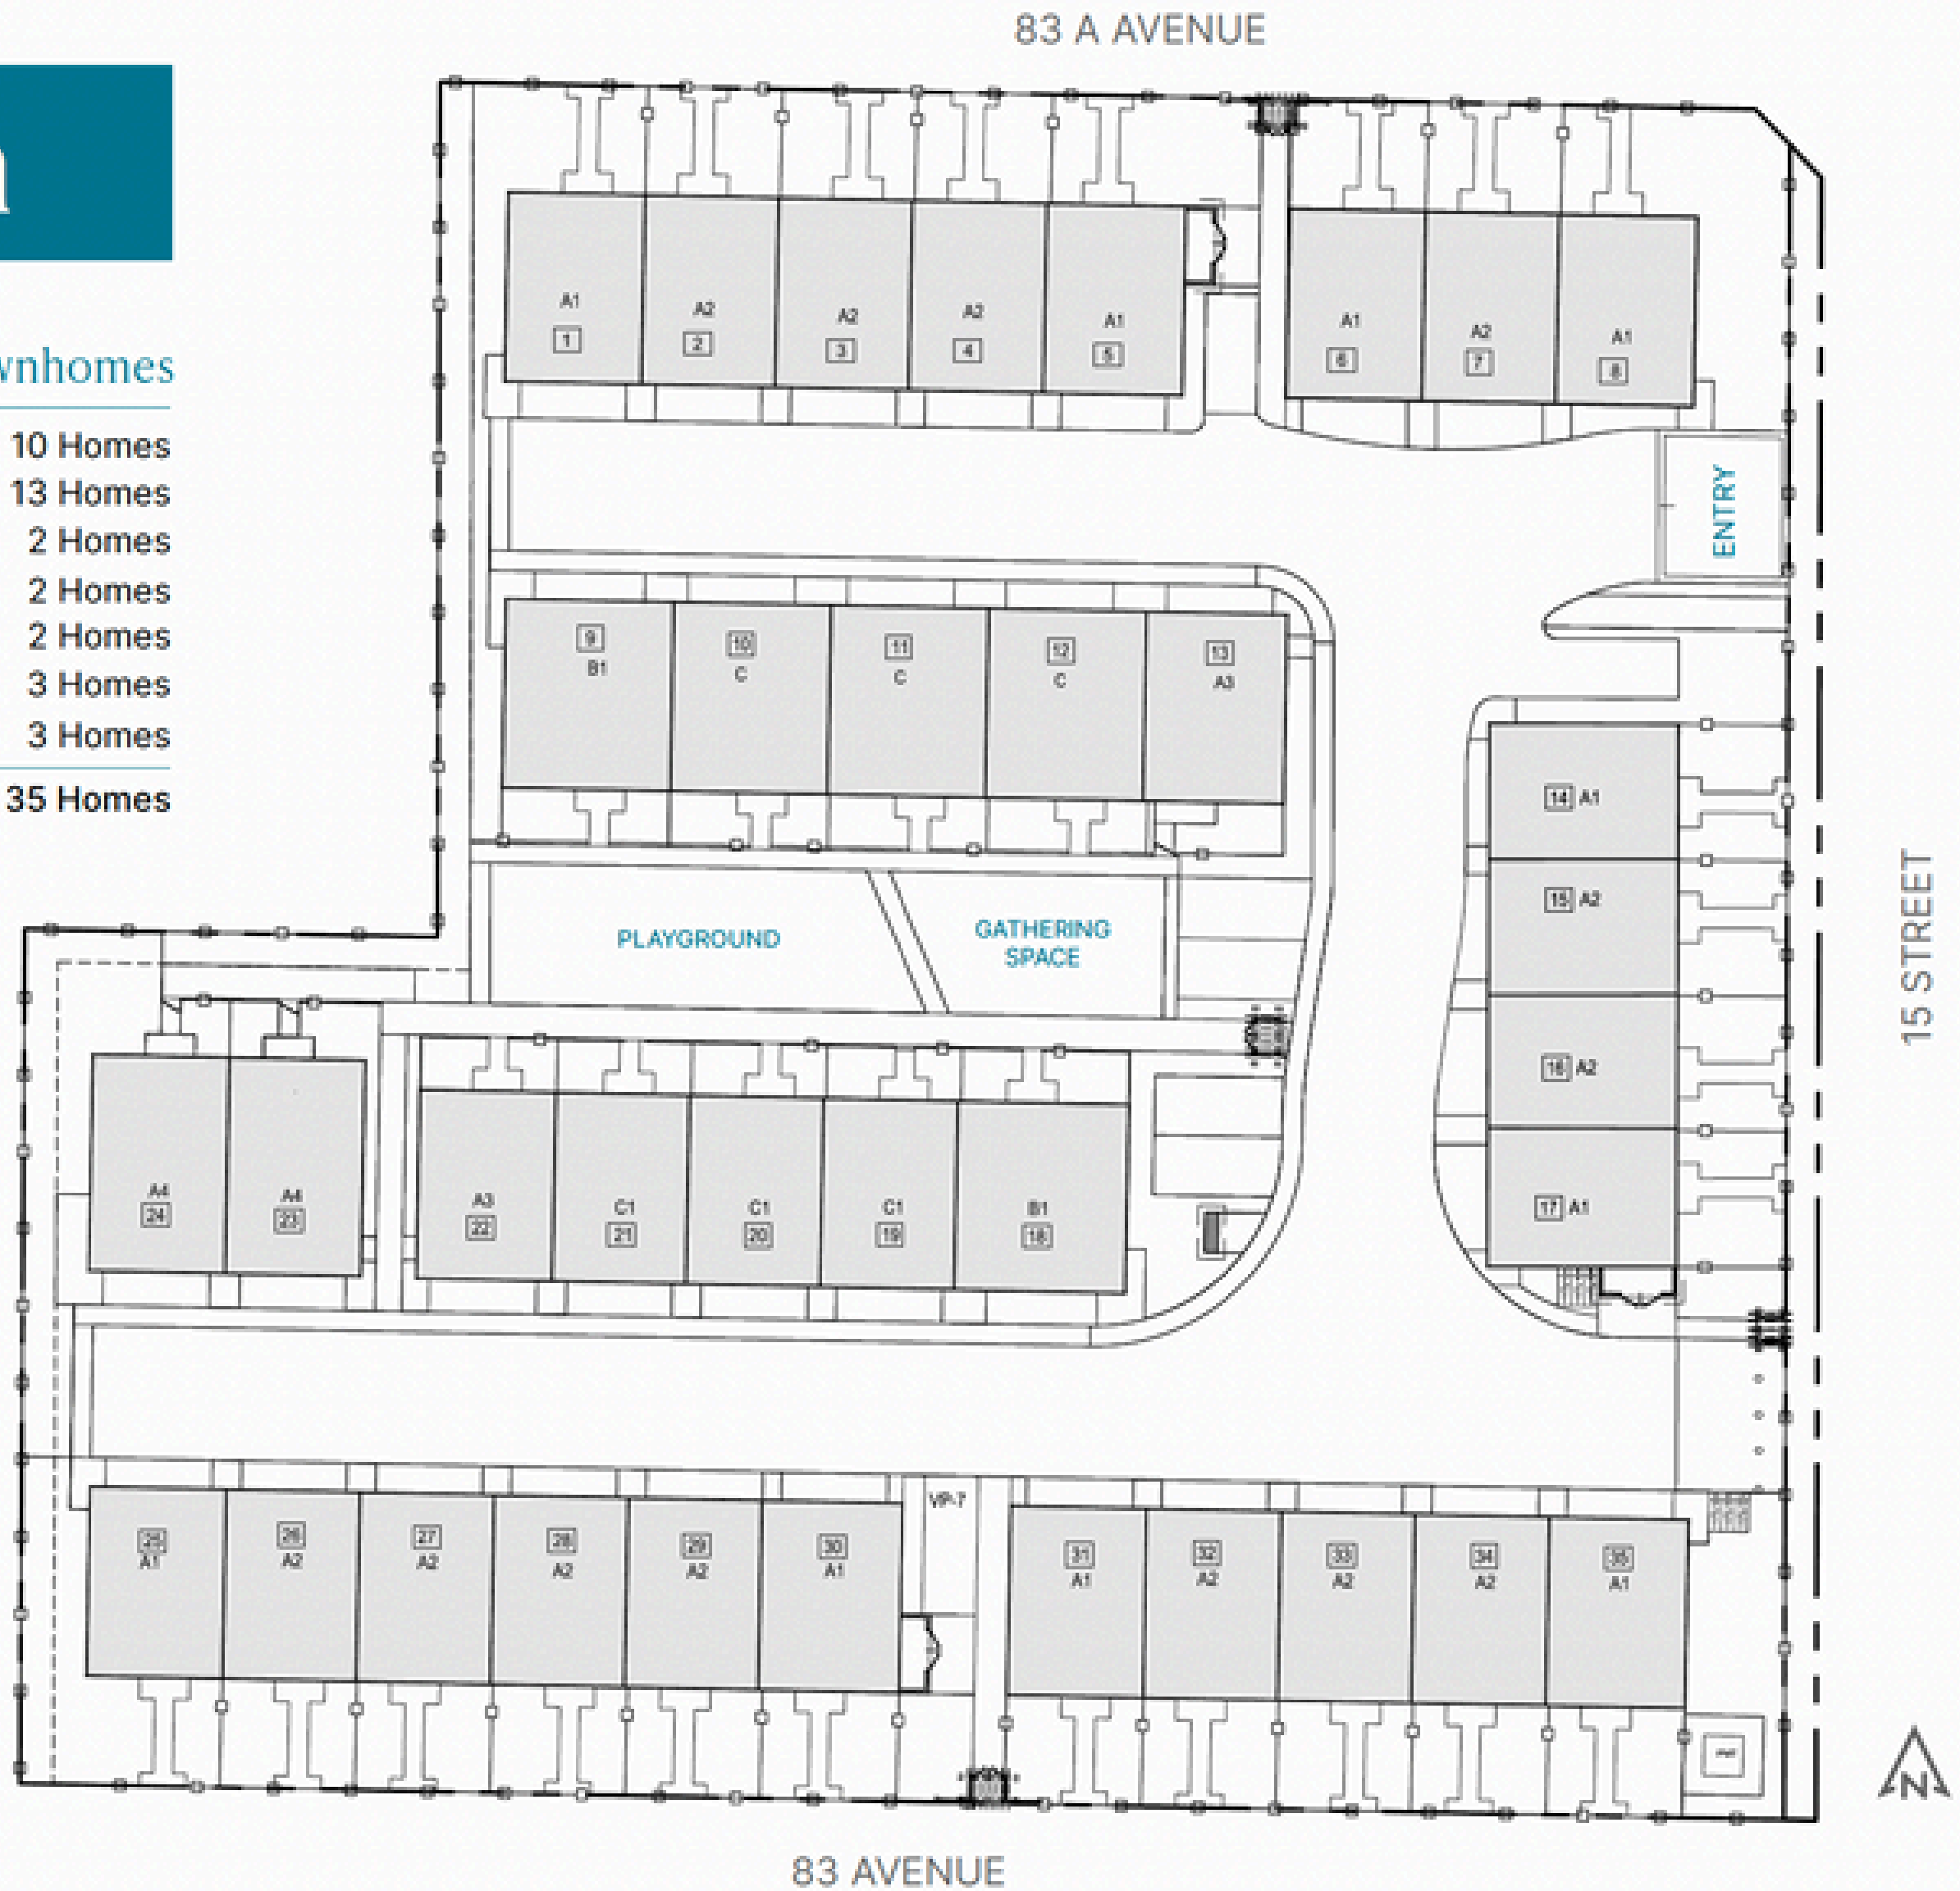 83 A AVENUE
wnhomes
10 Homes
13 Homes
2 Homes
2 Homes
2 Homes
3 Homes
3 Homes
35 Homes
A1
1
A2
2
A2
3
A2
4
A1
5
A1
6
A2
7
A1
8
ENTRY
9
B1
10
C
11
C
12
C
13
A3
14 A1
15 A2
16 A2
17 A1
15 STREET
PLAYGROUND
GATHERING
SPACE
A4
24
A4
23
A3
22
C1
21
C1
20
C1
19
B1
18
VP-7
25
A1
26
A2
27
A2
28
A2
29
A2
30
A1
31
A1
32
A2
33
A2
34
A2
35
A1
N
83 AVENUE